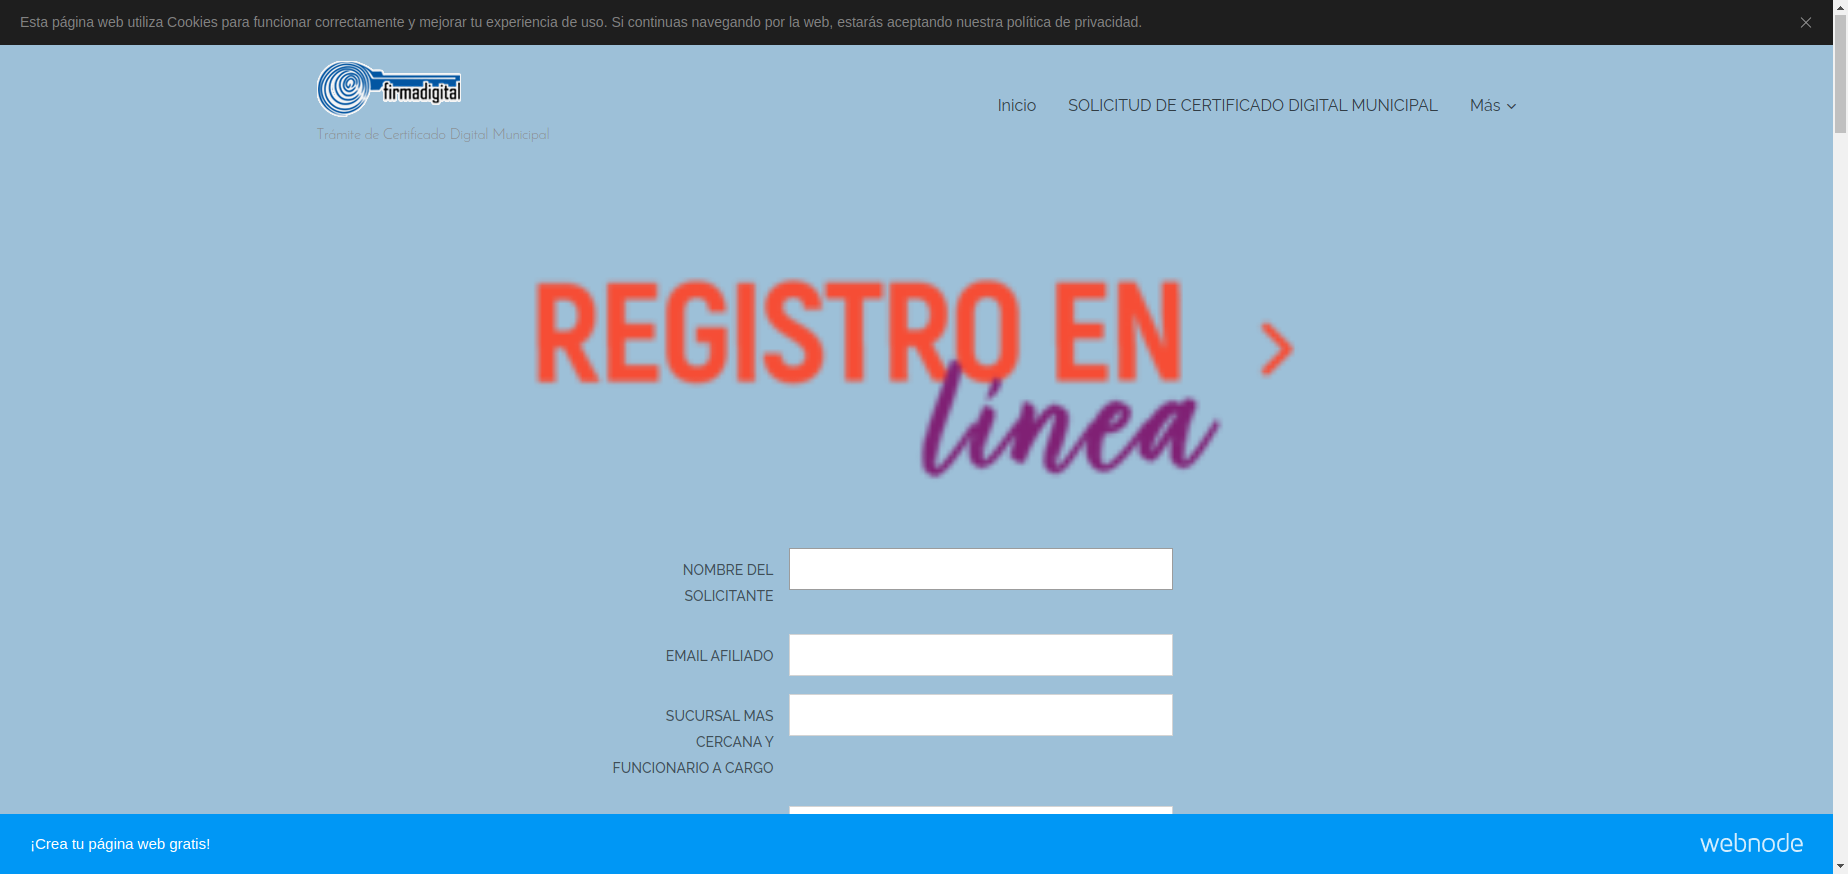 Esta página web utiliza Cookies para funcionar correctamente y mejorar tu experiencia de uso. Si continuas navegando por la web, estarás aceptando nuestra política de privacidad.
firmadigital
Trámite de Certificado Digital Municipal
Inicio
SOLICITUD DE CERTIFICADO DIGITAL MUNICIPAL
Más
REGISTRO EN
línea
NOMBRE DEL
SOLICITANTE
EMAIL AFILIADO
SUCURSAL MAS
CERCANA Y
FUNCIONARIO A CARGO
¡Crea tu página web gratis!
webnode